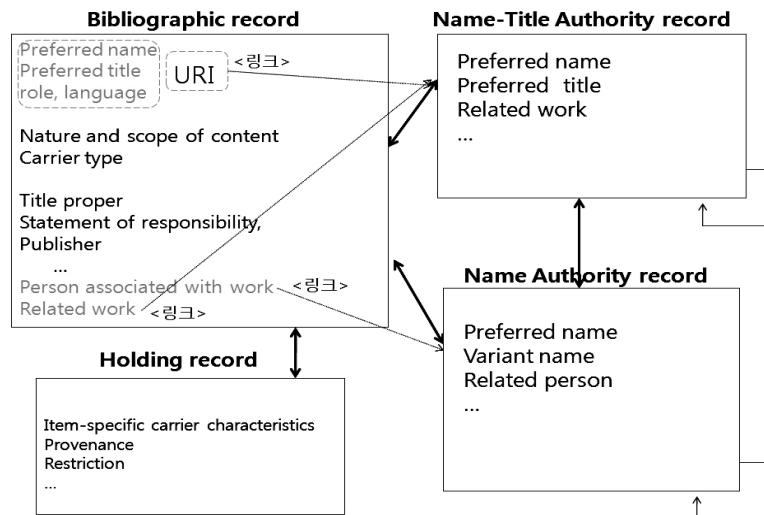 Bibliographic record
Preferred name
Preferred title
role, language
URI
<링크>
Nature and scope of content
Carrier type
Title proper
Statement of responsibility,
Publisher
...
Person associated with work
<링크>
Related work
<링크>
Name-Title Authority record
Preferred name
Preferred title
Related work
...
Name Authority record
Preferred name
Variant name
Related person
...
Holding record
Item-specific carrier characteristics
Provenance
Restriction
...